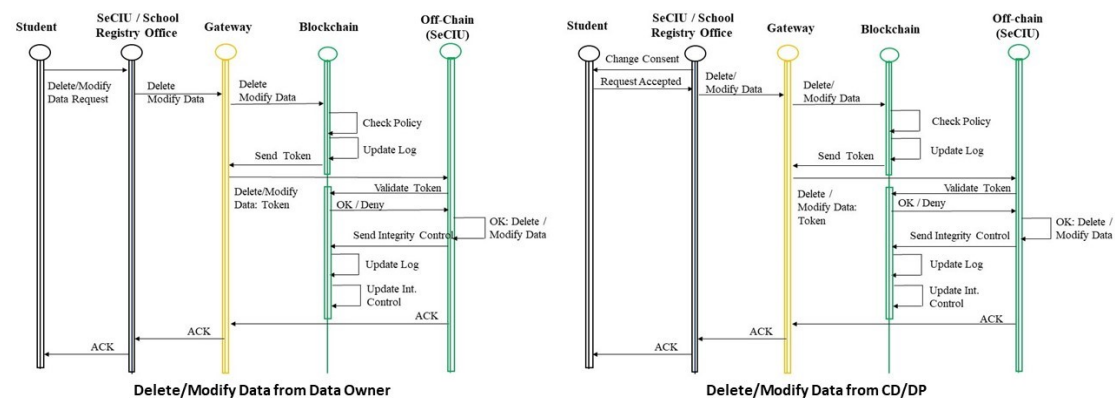 Student
SeCIU / School
Registry Office
Gateway
Blockchain
Off-chain
(SeCIU)
Delete/Modify
Data Request
Delete
Modify Data
Delete
Modify Data
Check Policy
Update Log
Send Token
Delete/Modify
Data: Token
Validate Token
OK / Deny
OK: Delete /
Modify Data
Send Integrity Control
Update Log
Update Int.
Control
ACK
ACK
ACK
Delete/Modify Data from Data Owner
Student
SeCIU / School
Registry Office
Gateway
Blockchain
Off-chain
(SeCIU)
Change Consent
Request Accepted
Delete/
Modify Data
Delete/
Modify Data
Check Policy
Update Log
Send Token
Delete /
Modify Data:
Token
Validate Token
OK/Deny
OK: Delete /
Modify Data
Send Integrity Control
Update Log
Update Int.
Control
ACK
ACK
ACK
Delete/Modify Data from CD/DP